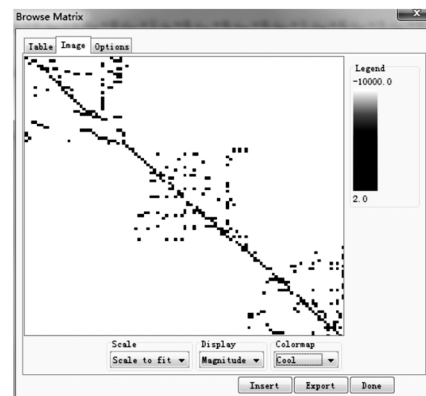 Browse Matrix
Table Image Options
Legend
-10000.0
2.0
Scale Display Colormap
Scale to fit Magnitude Cool
Insert Export Done